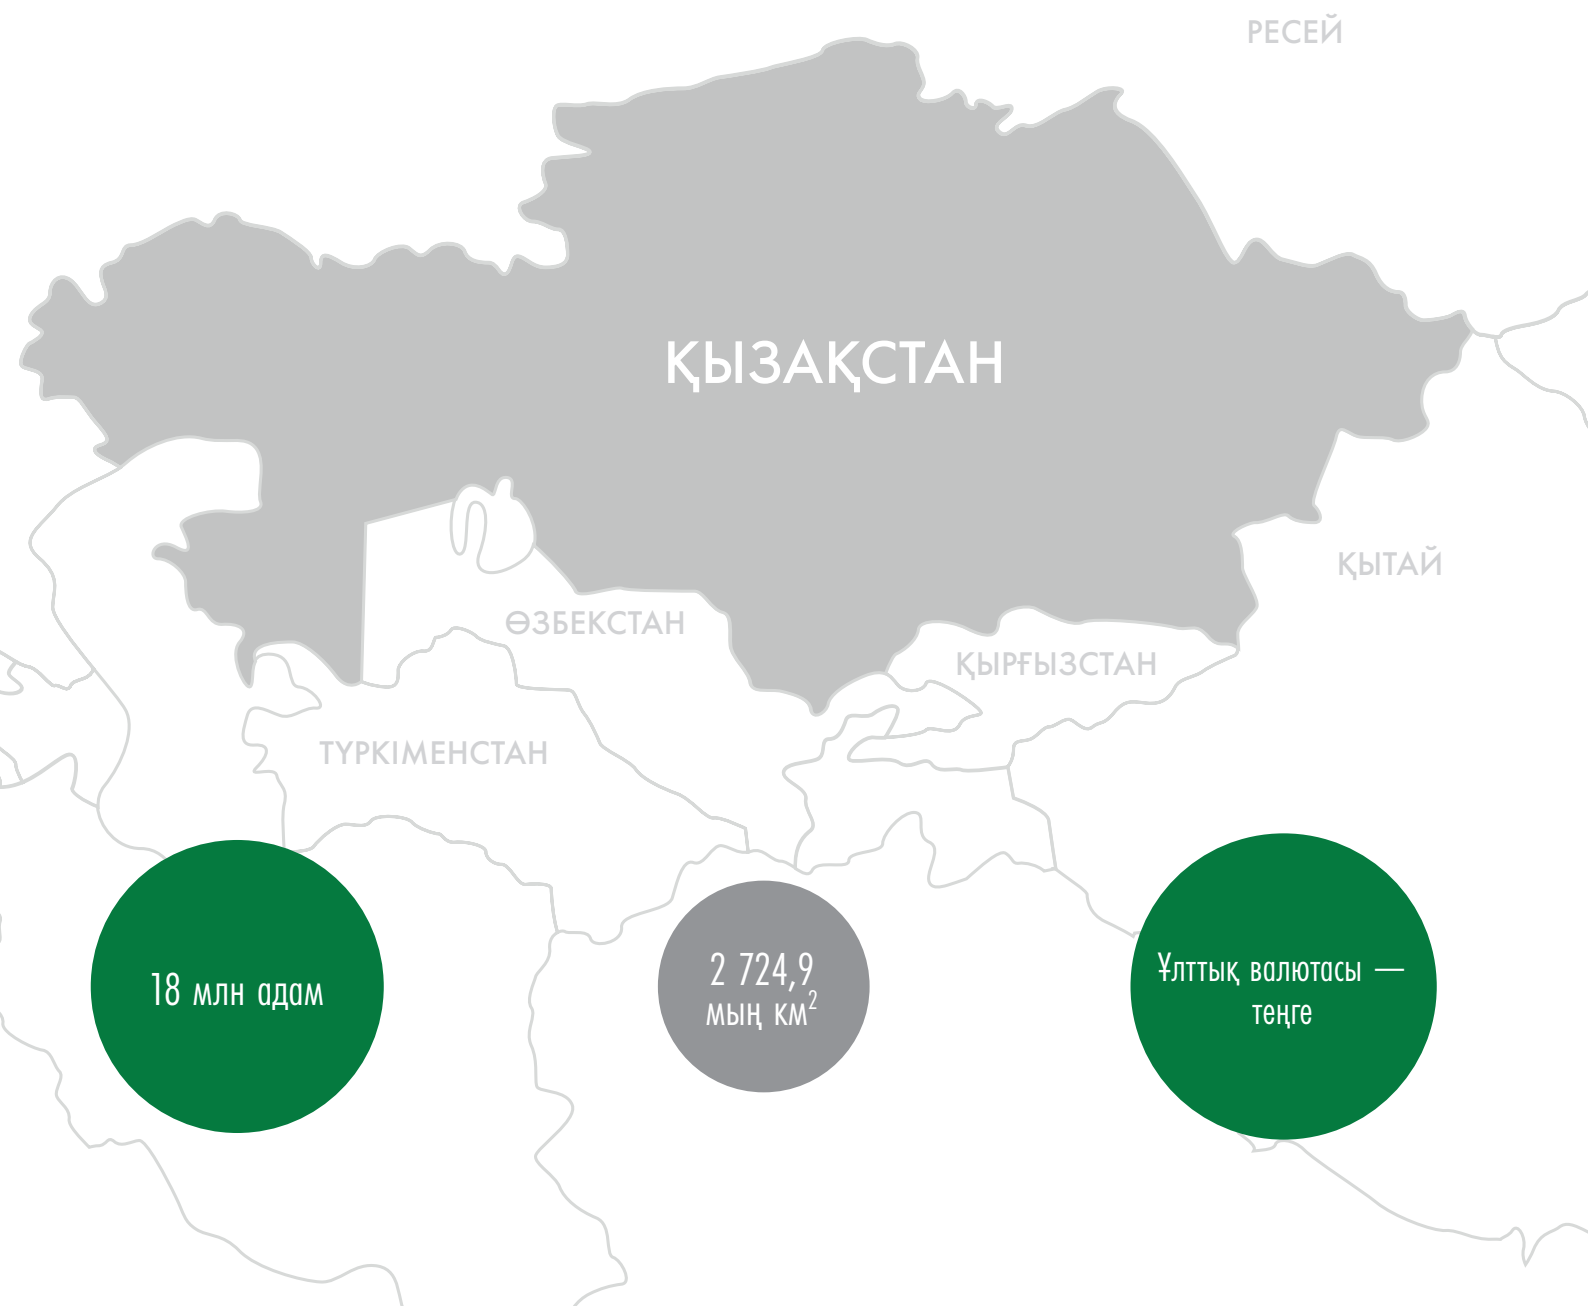 РЕСЕЙ
ҚЫЗАҚСТАН
ҚЫТАЙ
ӨЗБЕКСТАН
ҚЫРҒЫЗСТАН
ТҮРКІМЕНСТАН
18 млн адам
2 724,9
мың км²
Ұлттық валютасы —
теңге